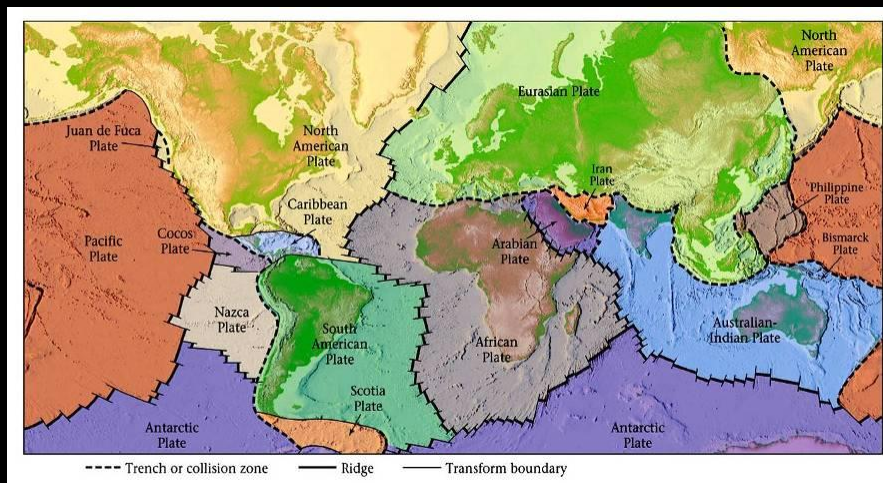 North
American
Plate
Eurasian Plate
Juan de Fuca
Plate
North
American
Plate
Iran
Plate
Philippine
Plate
Caribbean
Plate
Cocos
Plate
Pacific
Plate
Arabian
Plate
Bismarck
Plate
Nazca
Plate
South
American
Plate
African
Plate
Australian-
Indian Plate
Scotia
Plate
Antarctic
Plate
Antarctic
Plate
Trench or collision zone
Ridge
Transform boundary